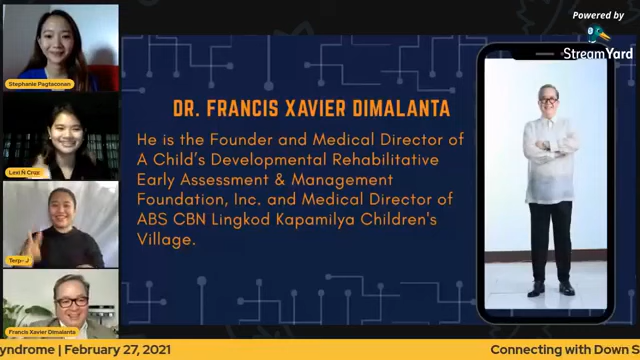 Powered by
StreamYard
Stephanie Pagtaconan
Lexi Ñ Cruz
Terp- J
Francis Xavier Dimalanta
DR. FRANCIS XAVIER DIMALANTA
He is the Founder and Medical Director of
A Child's Developmental Rehabilitative
Early Assessment & Management
Foundation, Inc. and Medical Director of
ABS CBN Lingkod Kapamilya Children's
Village.
yndrome | February 27, 2021
Connecting with Down S